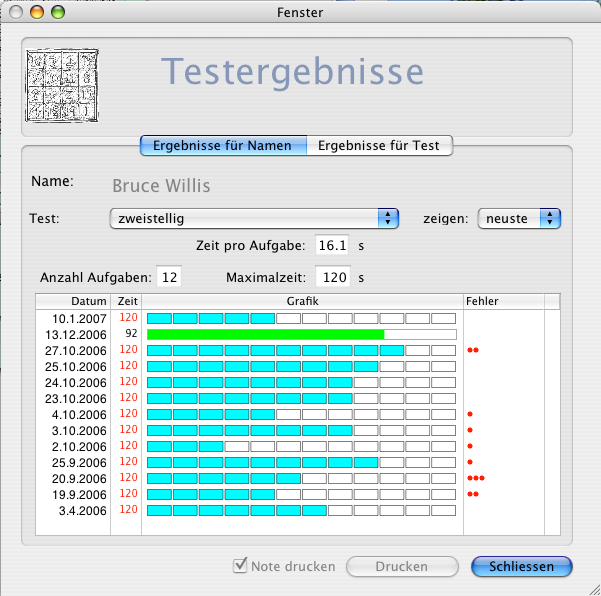 Fenster
Testergebnisse
Ergebnisse für Namen Ergebnisse für Test
Name: Bruce Willis
Test: zweistellig zeigen: neuste
Zeit pro Aufgabe: 16.1 s
Anzahl Aufgaben: 12 Maximalzeit: 120 s
Datum Zeit Grafik Fehler
10.1.2007 120
13.12.2006 92
27.10.2006 120
25.10.2006 120
24.10.2006 120
23.10.2006 120
4.10.2006 120
3.10.2006 120
2.10.2006 120
25.9.2006 120
20.9.2006 120
19.9.2006 120
3.4.2006 120
Note drucken Drucken Schliessen